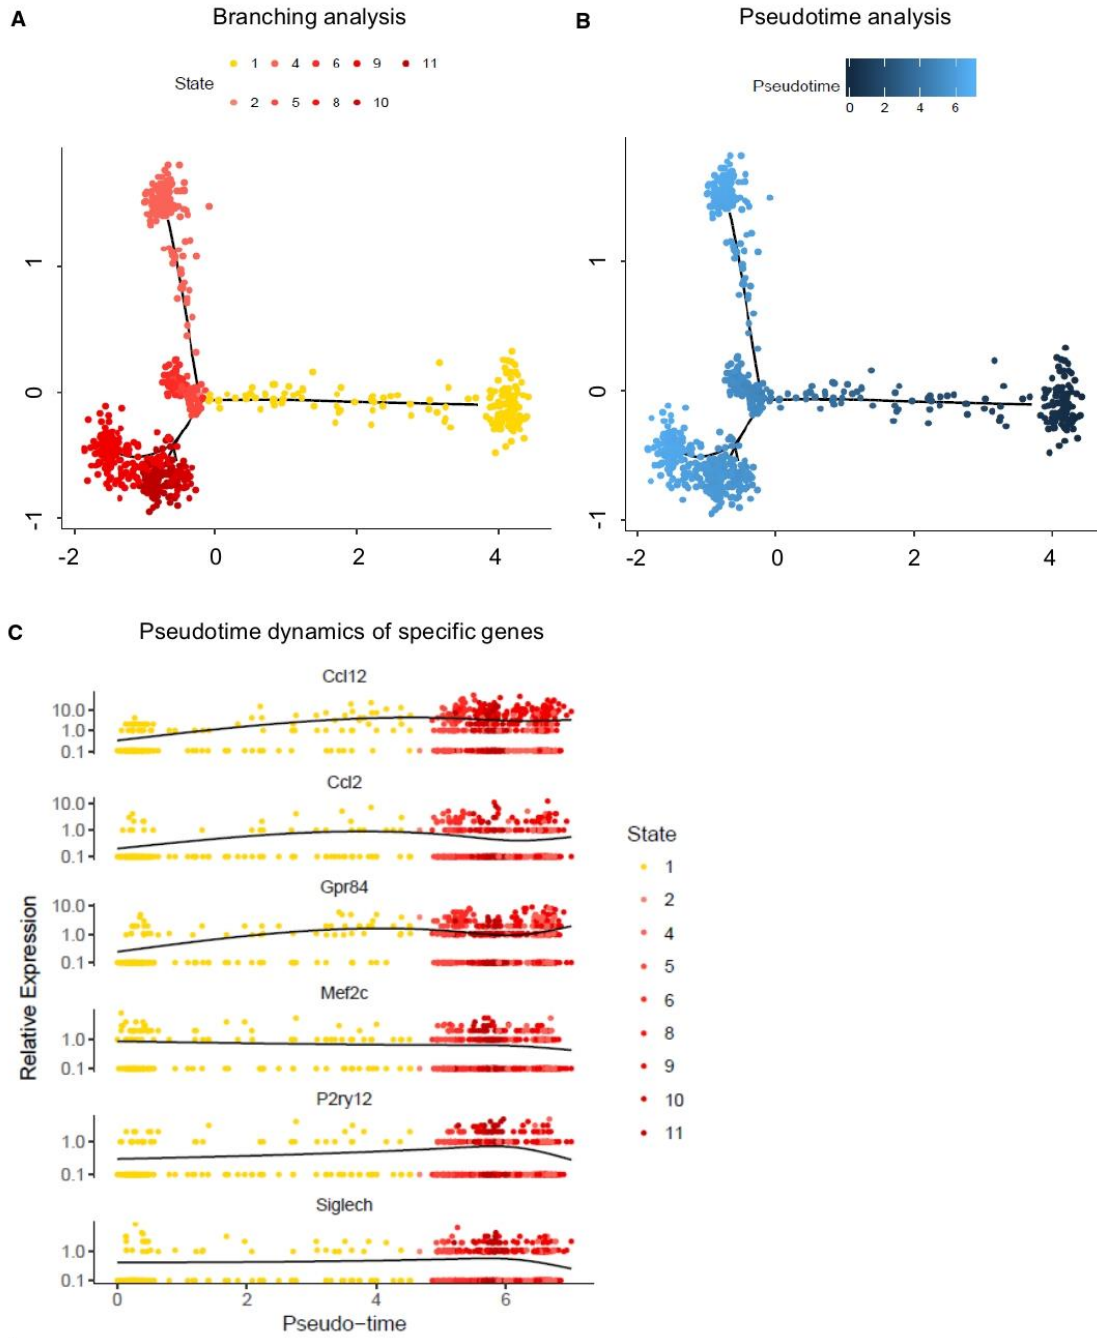 A
Branching analysis
State
1 4 6 9 11
2 5 8 10
1
0
-1
-2 0 2 4
B
Pseudotime analysis
Pseudotime
0 2 4 6
1
0
-1
-2 0 2 4
C
Pseudotime dynamics of specific genes
Relative Expression
Ccl12
10.0
1.0
0.1
Ccl2
10.0
1.0
0.1
Gpr84
10.0
1.0
0.1
Mef2c
1.0
0.1
P2ry12
1.0
0.1
Siglech
1.0
0.1
0 2 4 6
Pseudo-time
State
1
2
4
5
6
8
9
10
11